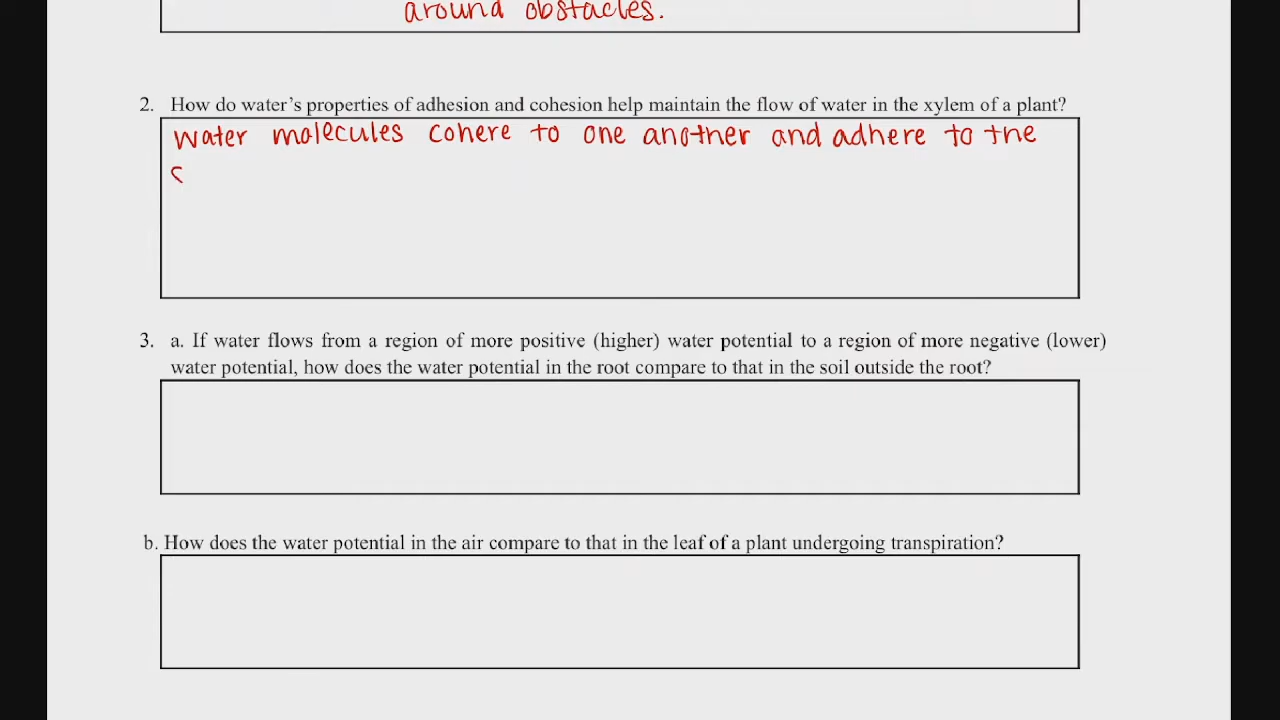 around obstacles.
2. How do water's properties of adhesion and cohesion help maintain the flow of water in the xylem of a plant?
water molecules cohere to one another and adhere to the
3. a. If water flows from a region of more positive (higher) water potential to a region of more negative (lower)
water potential, how does the water potential in the root compare to that in the soil outside the root?
b. How does the water potential in the air compare to that in the leaf of a plant undergoing transpiration?